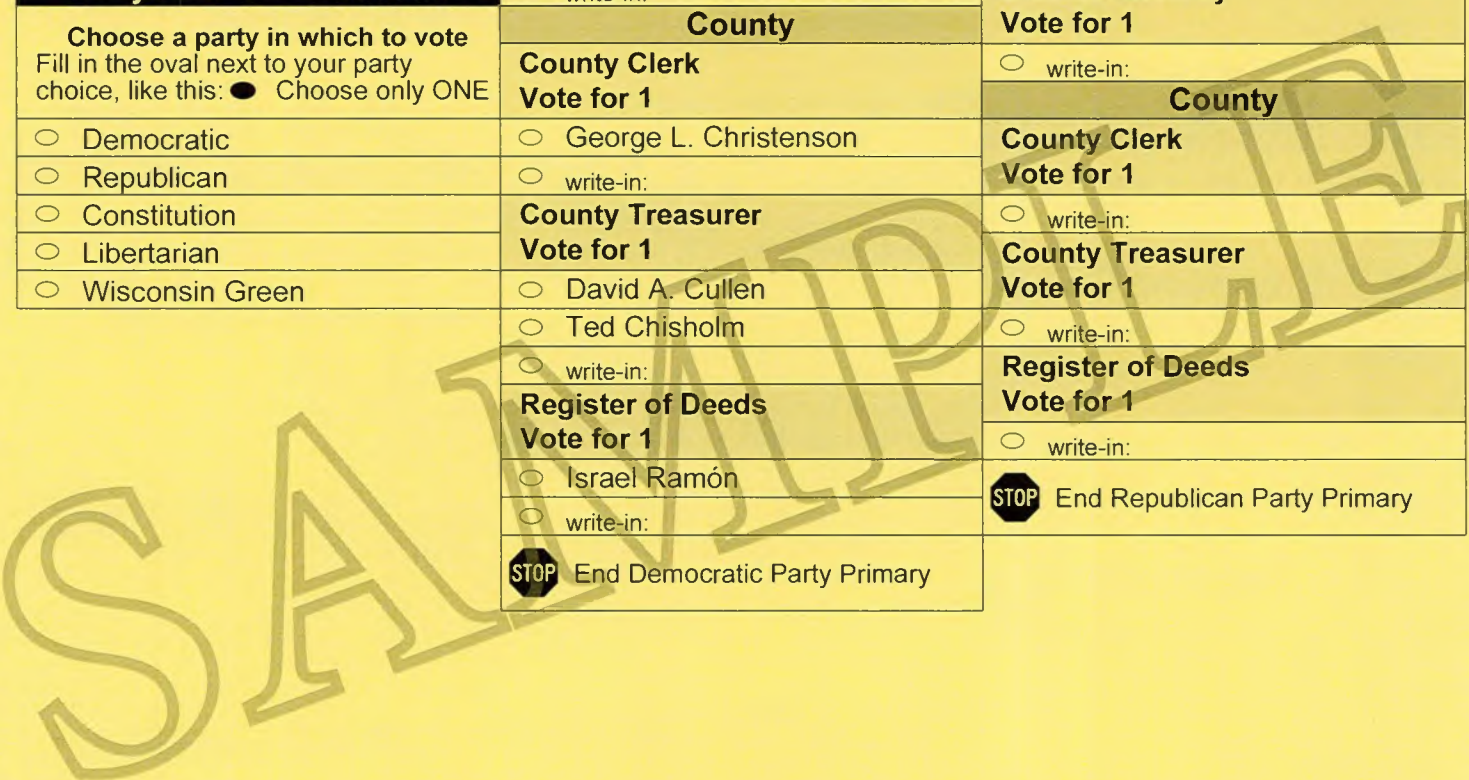 Choose a party in which to vote
Fill in the oval next to your party
choice, like this: Choose only ONE
Democratic
Republican
Constitution
Libertarian
Wisconsin Green
County
County Clerk
Vote for 1
George L. Christenson
write-in:
County Treasurer
Vote for 1
David A. Cullen
Ted Chisholm
write-in:
Register of Deeds
Vote for 1
Israel Ramón
write-in:
STOP End Democratic Party Primary
Vote for 1
write-in:
County
County Clerk
Vote for 1
write-in:
County Treasurer
Vote for 1
write-in:
Register of Deeds
Vote for 1
write-in:
STOP End Republican Party Primary
SAMPLE